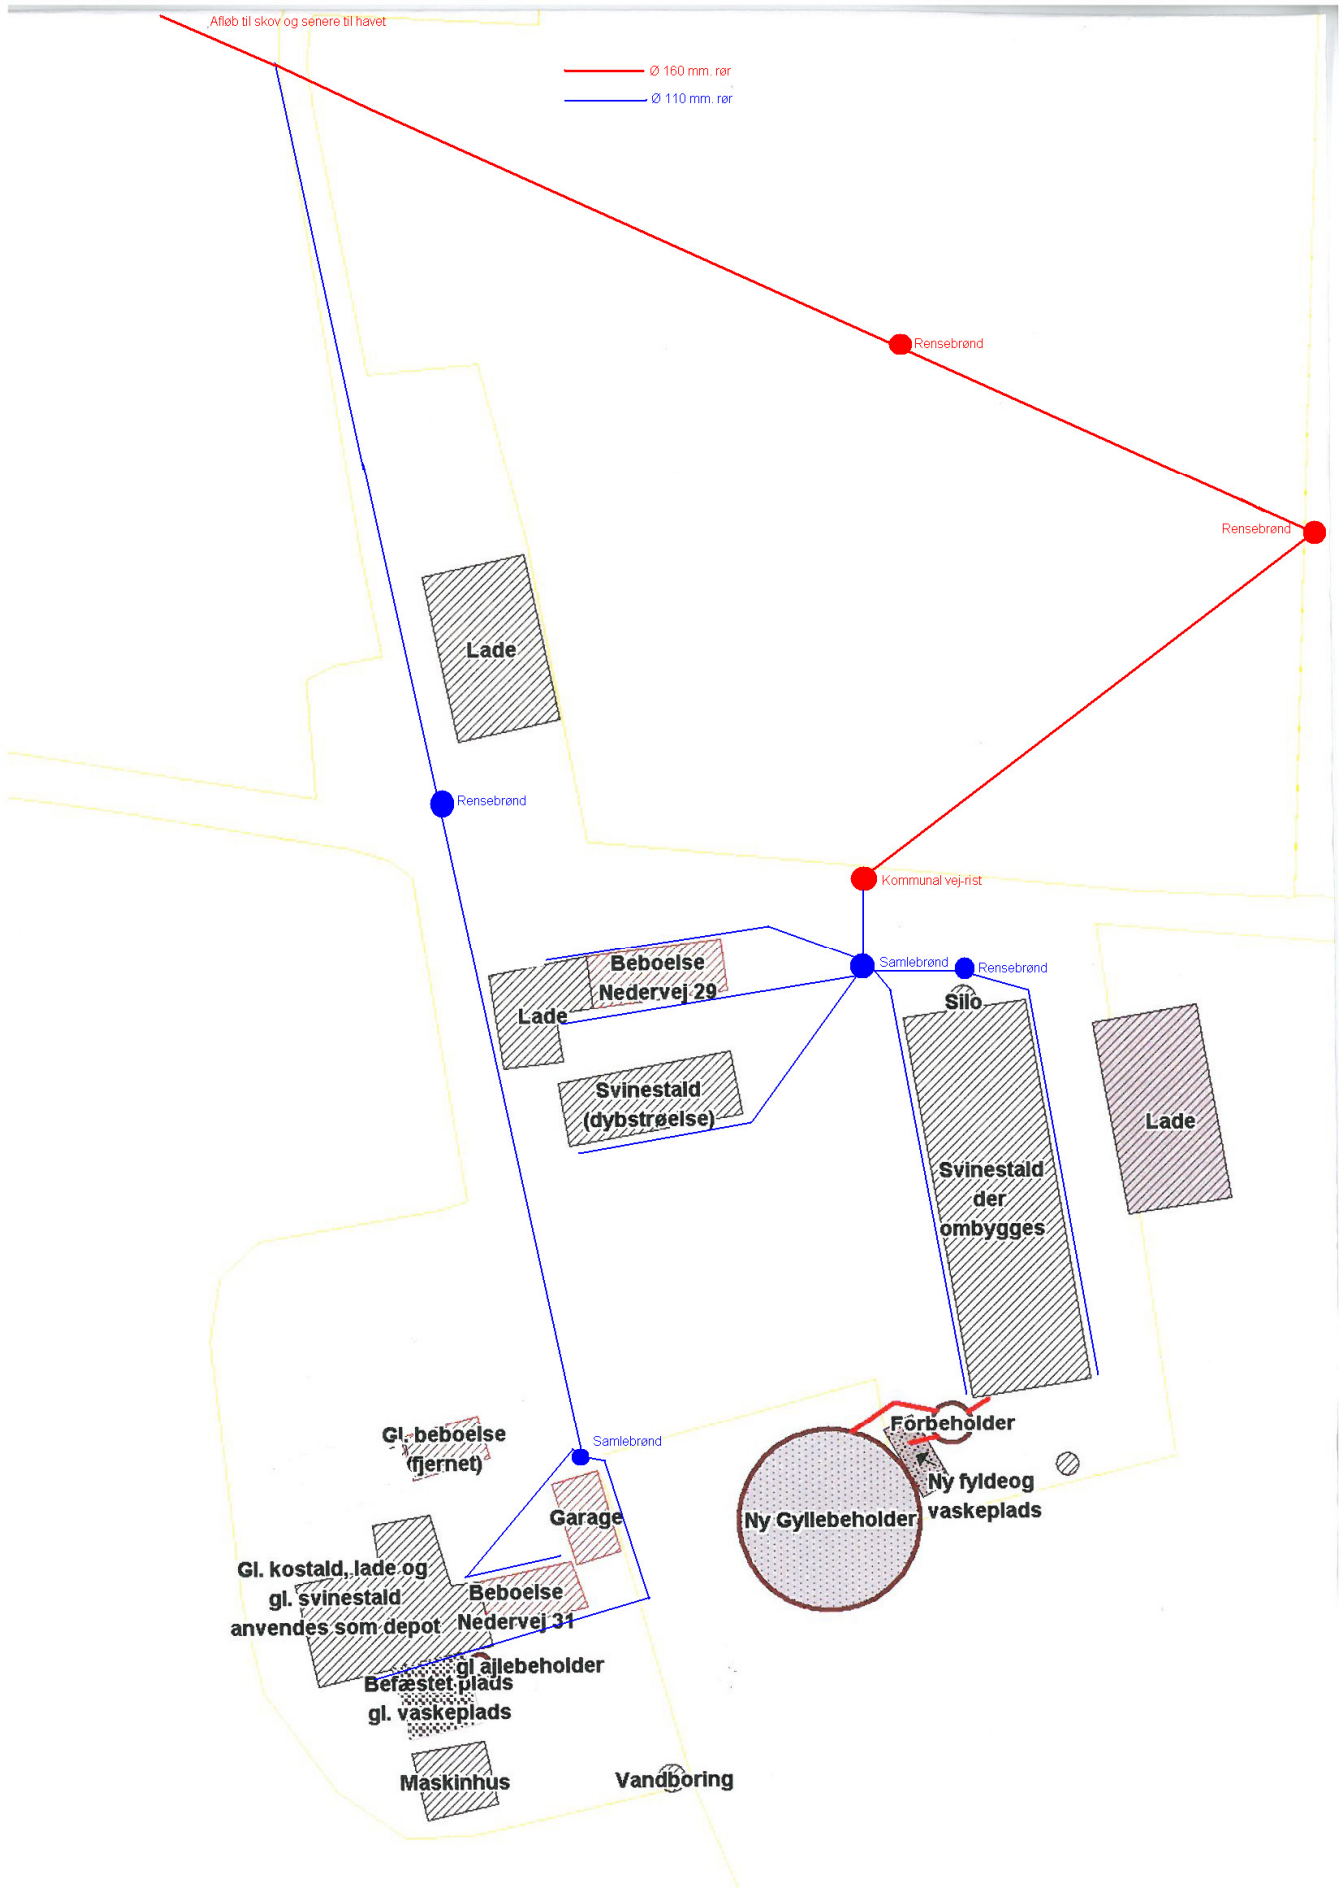 Afløb til skov og senere til havet
Ø 160 mm. rør
Ø 110 mm. rør
Rensebrønd
Rensebrønd
Lade
Rensebrønd
Kommunal vej-rist
Beboelse
Nedervej 29
Samlebrønd
Rensebrønd
Silo
Lade
Svinestald
(dybstrøelse)
Lade
Svinestald
der
ombygges
Gl. beboelse
(fjernet)
Samlebrønd
Forbeholder
Ny fyldeog
vaskeplads
Ny Gyllebeholder
Garage
Gl. kostald, lade og
gl. svinestald
anvendes som depot
Beboelse
Nedervej 31
gl ajlebeholder
Befæstet plads
gl. vaskeplads
Maskinhus
Vandboring